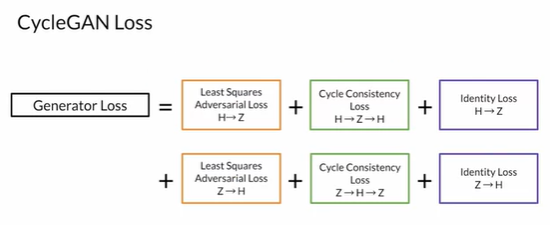 CycleGAN Loss
Generator Loss
=
Least Squares
Adversarial Loss
H→Z
+
Cycle Consistency
Loss
H→Z→H
+
Identity Loss
H→Z
+
Least Squares
Adversarial Loss
Z→H
+
Cycle Consistency
Loss
Z→H→Z
+
Identity Loss
Z→H